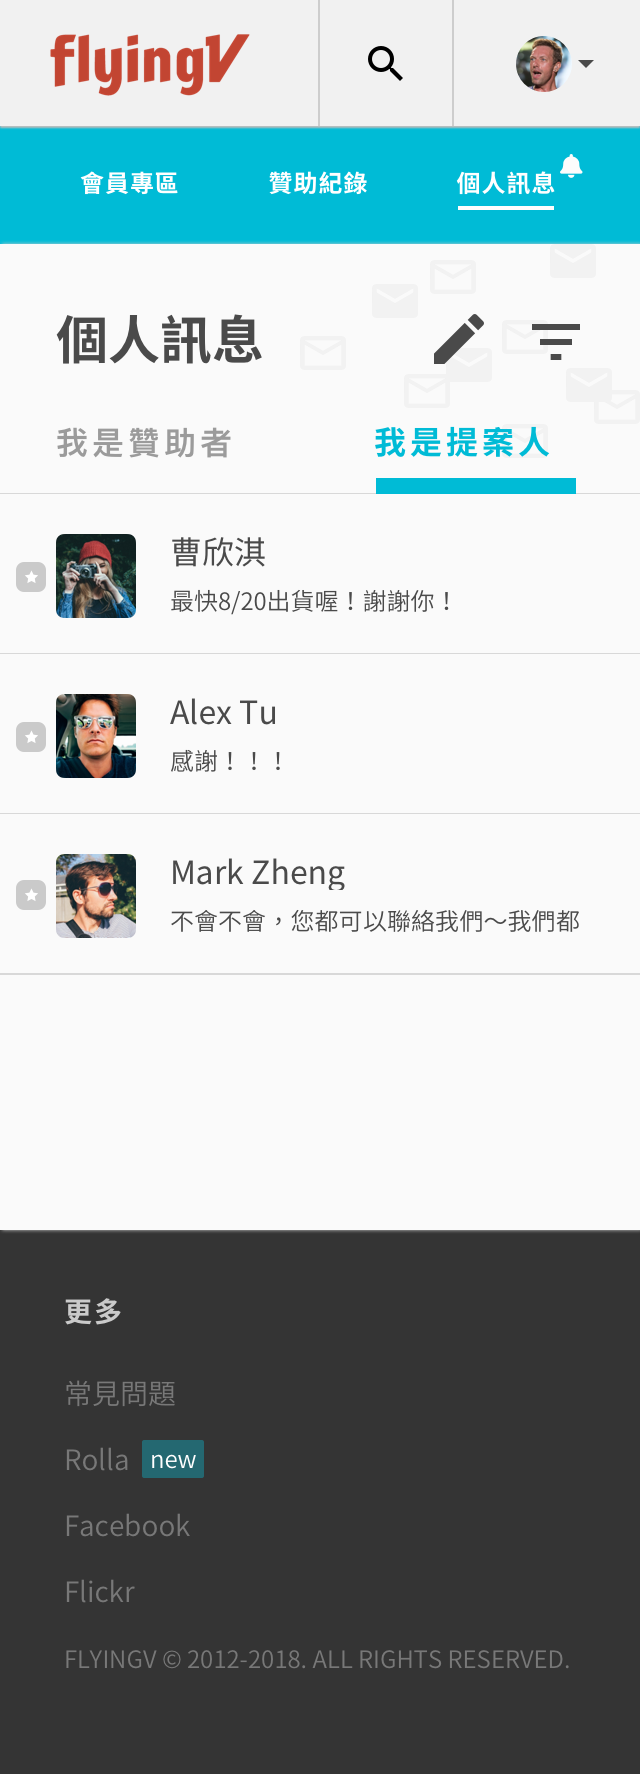 flyingV
會員專區
贊助紀錄
個人訊息
個人訊息
我是贊助者
我是提案人
曹欣淇
最快8/20出貨喔！謝謝你！
Alex Tu
感謝！！！
Mark Zheng
不會不會，您都可以聯絡我們～我們都
更多
常見問題
Rolla new
Facebook
Flickr
FLYINGV © 2012-2018. ALL RIGHTS RESERVED.